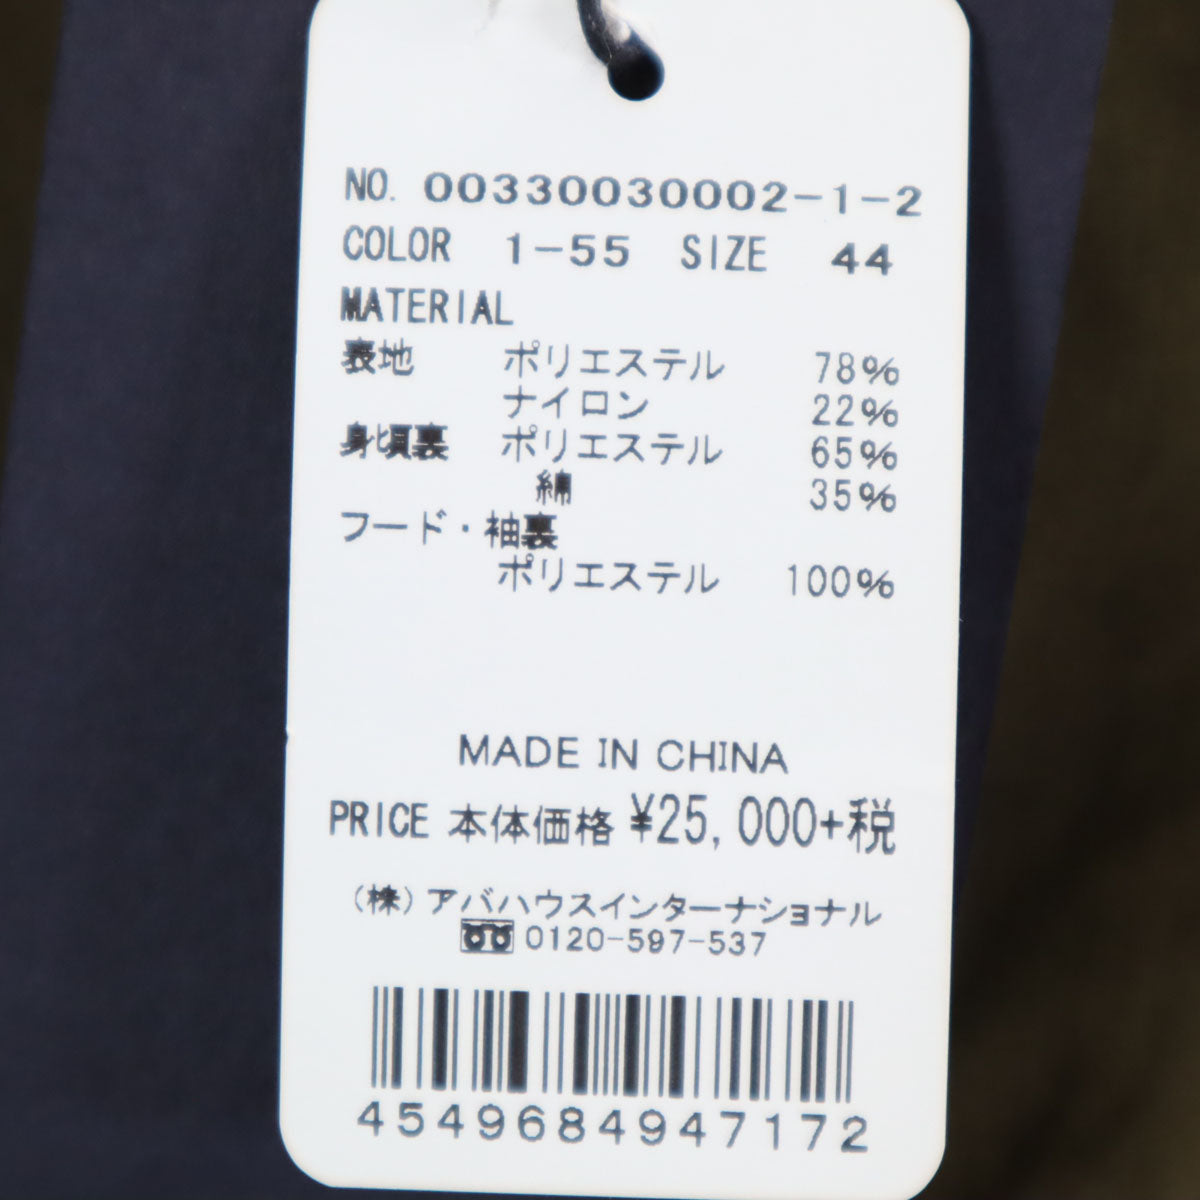 NO. 00330030002-1-2
COLOR 1-55 SIZE 44
MATERIAL
表地 ポリエステル 78%
ナイロン 22%
身頃裏 ポリエステル 65%
綿 35%
フード・袖裏
ポリエステル 100%
MADE IN CHINA
PRICE 本体価格 ¥25,000+税
(株)アバハウスインターナショナル
0120-597-537
4549684947172